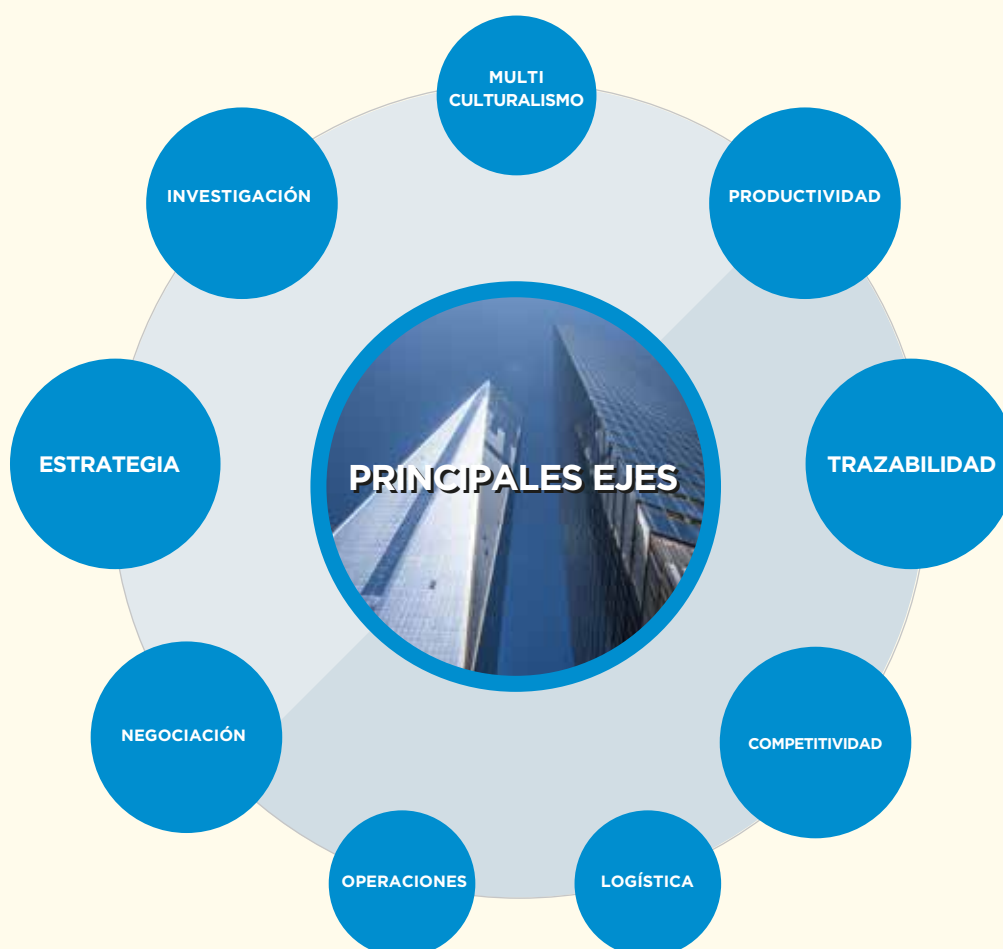 MULTI
CULTURALISMO
INVESTIGACIÓN
PRODUCTIVIDAD
ESTRATEGIA
PRINCIPALES EJES
TRAZABILIDAD
NEGOCIACIÓN
COMPETITIVIDAD
OPERACIONES
LOGÍSTICA